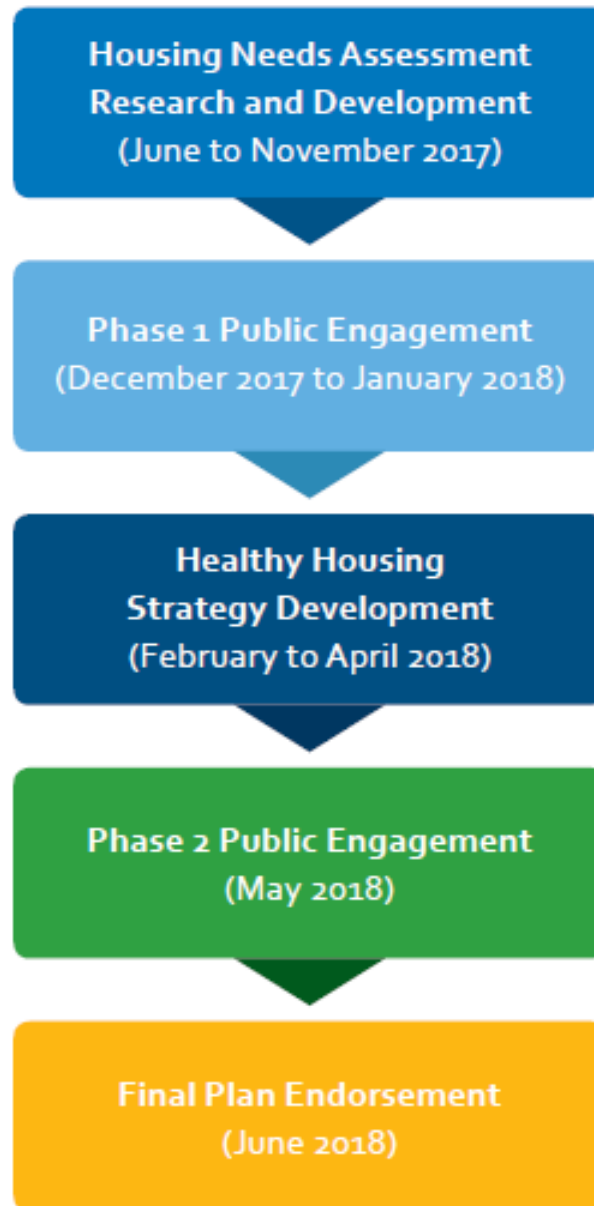 Housing Needs Assessment
Research and Development
(June to November 2017)
Phase 1 Public Engagement
(December 2017 to January 2018)
Healthy Housing
Strategy Development
(February to April 2018)
Phase 2 Public Engagement
(May 2018)
Final Plan Endorsement
(June 2018)